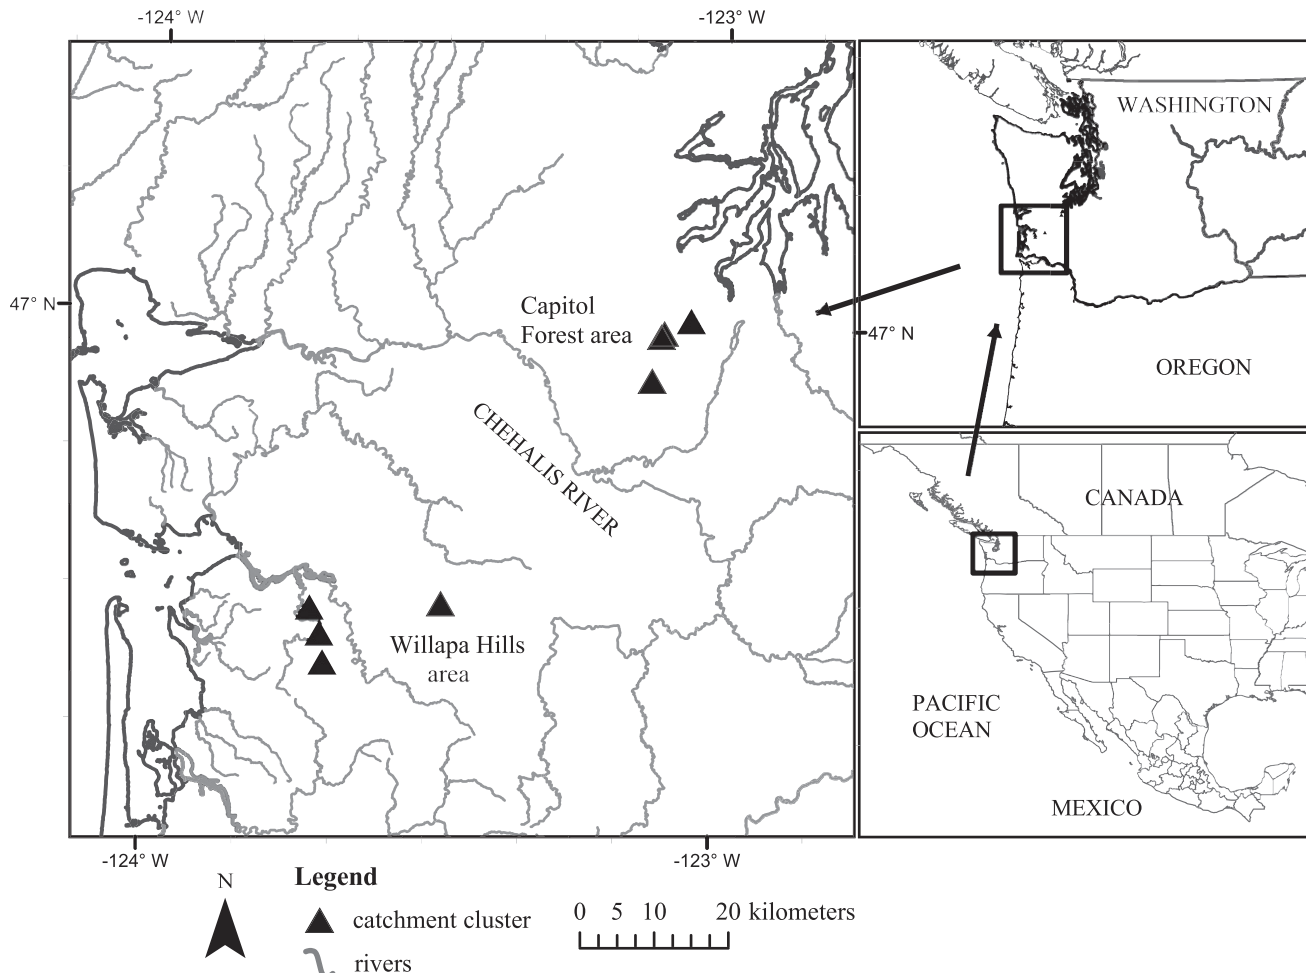 -124° W
-123° W
47° N
Capitol
Forest area
CHEHALIS RIVER
Willapa Hills
area
-124° W
-123° W
WASHINGTON
47° N
OREGON
CANADA
PACIFIC
OCEAN
MEXICO
N
Legend
catchment cluster
rivers
0 5 10 20 kilometers